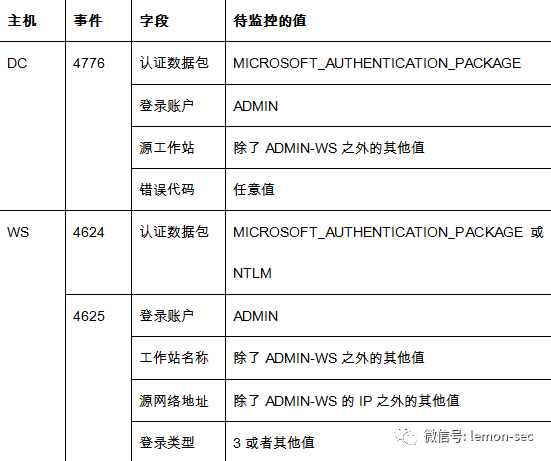 主机 事件 字段 待监控的值
DC 4776 认证数据包 MICROSOFT_AUTHENTICATION_PACKAGE
登录账户 ADMIN
源工作站 除了 ADMIN-WS 之外的其他值
错误代码 任意值
WS 4624 认证数据包 MICROSOFT_AUTHENTICATION_PACKAGE 或
NTLM
4625 登录账户 ADMIN
工作站名称 除了 ADMIN-WS 之外的其他值
源网络地址 除了 ADMIN-WS 的 IP 之外的其他值
登录类型 3 或者其他值
微信号: lemon-sec